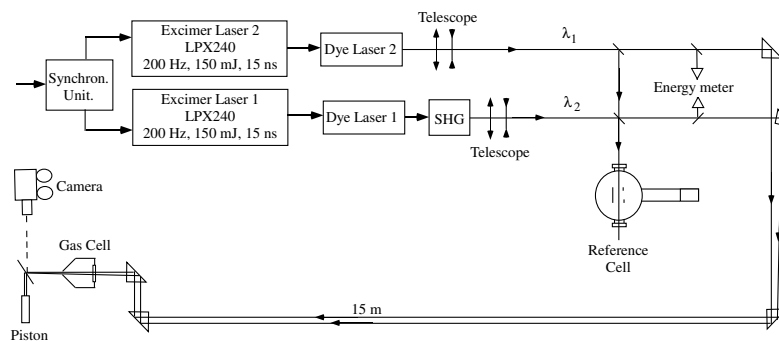 Telescope
Excimer Laser 2
LPX240
200 Hz, 150 mJ, 15 ns
Dye Laser 2
λ1
Synchron.
Unit.
Energy meter
Excimer Laser 1
LPX240
200 Hz, 150 mJ, 15 ns
Dye Laser 1
SHG
λ2
Telescope
Camera
Gas Cell
Reference
Cell
15 m
Piston